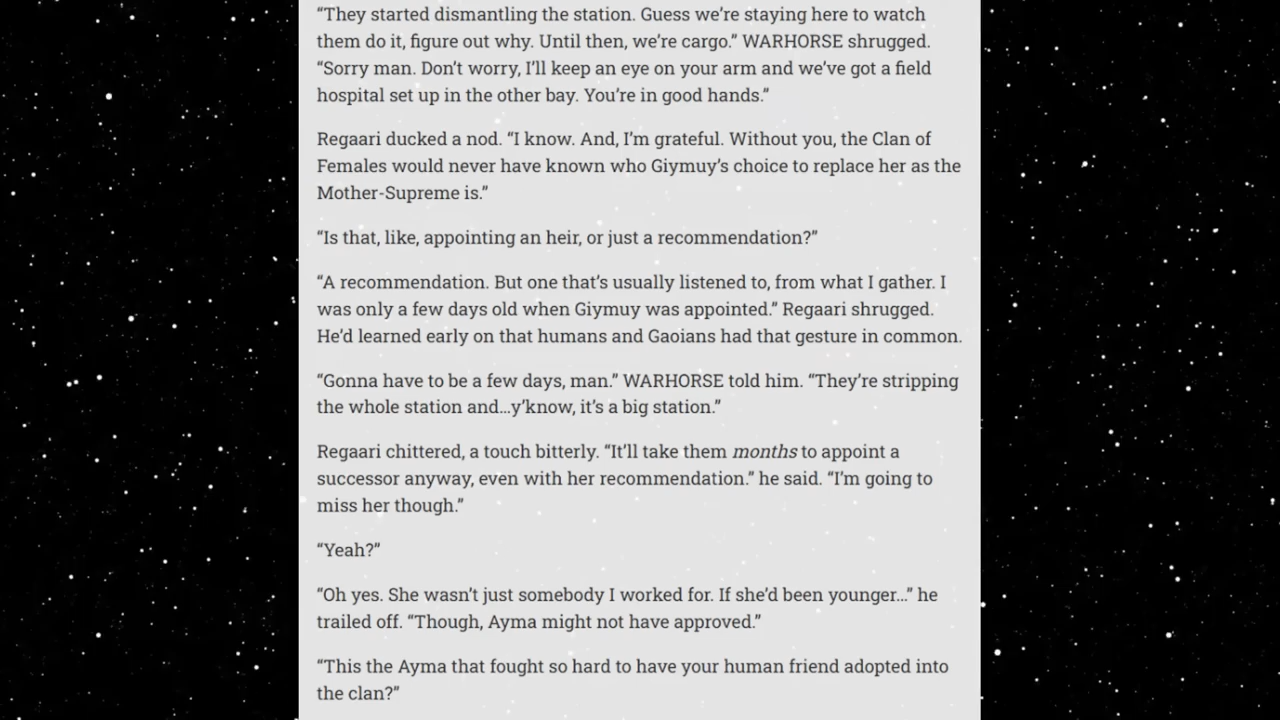 “They started dismantling the station. Guess we’re staying here to watch
them do it, figure out why. Until then, we’re cargo.” WARHORSE shrugged.
“Sorry man. Don’t worry, I’ll keep an eye on your arm and we’ve got a field
hospital set up in the other bay. You’re in good hands.”
Regaari ducked a nod. “I know. And, I’m grateful. Without you, the Clan of
Females would never have known who Giymuy’s choice to replace her as the
Mother-Supreme is.”
“Is that, like, appointing an heir, or just a recommendation?”
“A recommendation. But one that’s usually listened to, from what I gather. I
was only a few days old when Giymuy was appointed.” Regaari shrugged.
He’d learned early on that humans and Gaoians had that gesture in common.
“Gonna have to be a few days, man.” WARHORSE told him. “They’re stripping
the whole station and…y’know, it’s a big station.”
Regaari chittered, a touch bitterly. “It’ll take them months to appoint a
successor anyway, even with her recommendation.” he said. “I’m going to
miss her though.”
“Yeah?”
“Oh yes. She wasn’t just somebody I worked for. If she’d been younger…” he
trailed off. “Though, Ayma might not have approved.”
“This the Ayma that fought so hard to have your human friend adopted into
the clan?”